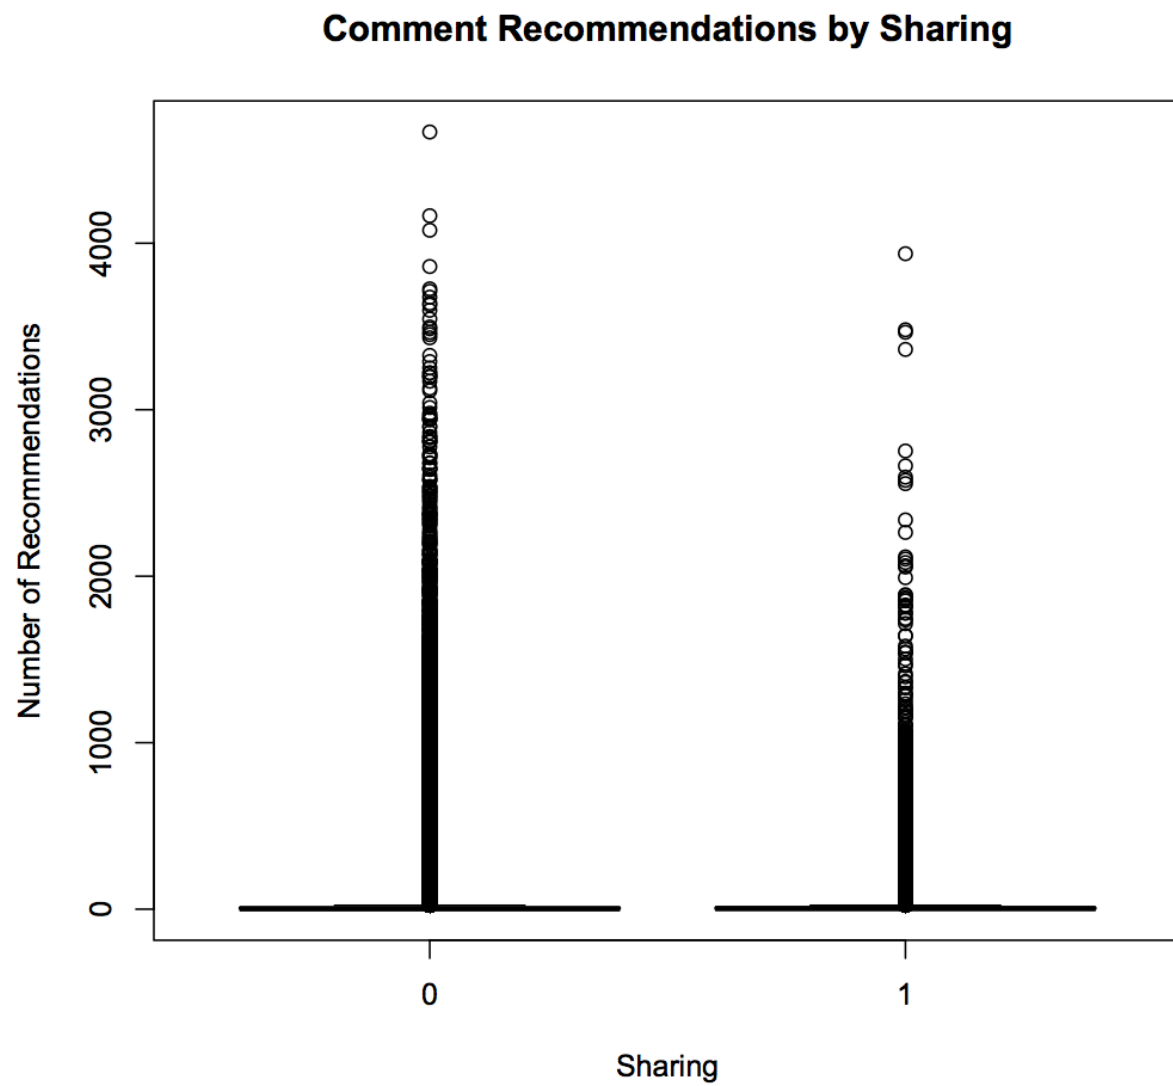 Comment Recommendations by Sharing
Number of Recommendations
4000
3000
2000
1000
0
0 1
Sharing